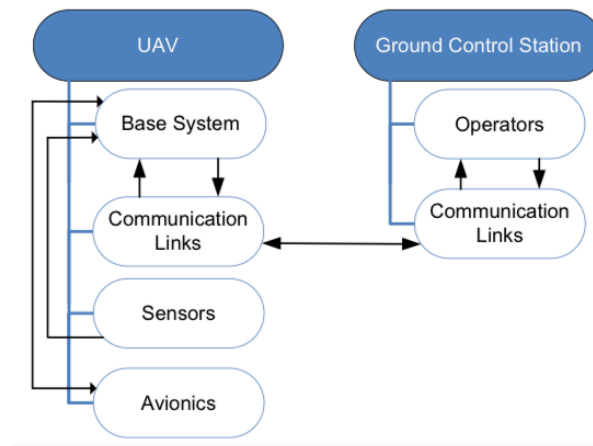 UAV
Ground Control Station
Base System
Operators
Communication
Links
Communication
Links
Sensors
Avionics